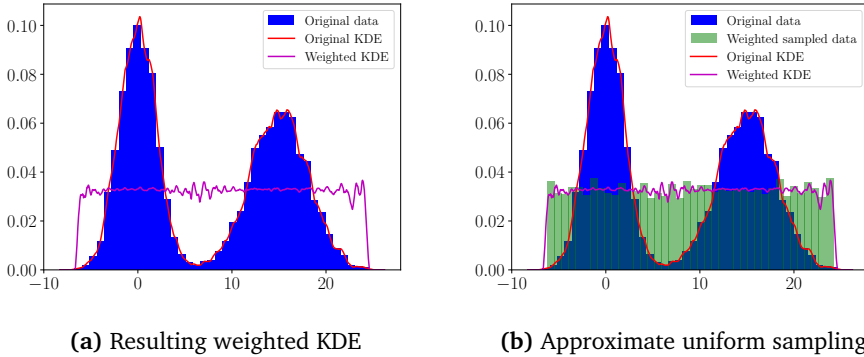 0.10
0.08
0.06
0.04
0.02
0.00
−10
0
10
20
Original data
Original KDE
Weighted KDE
(a) Resulting weighted KDE
0.10
0.08
0.06
0.04
0.02
0.00
−10
0
10
20
Original data
Weighted sampled data
Original KDE
Weighted KDE
(b) Approximate uniform sampling